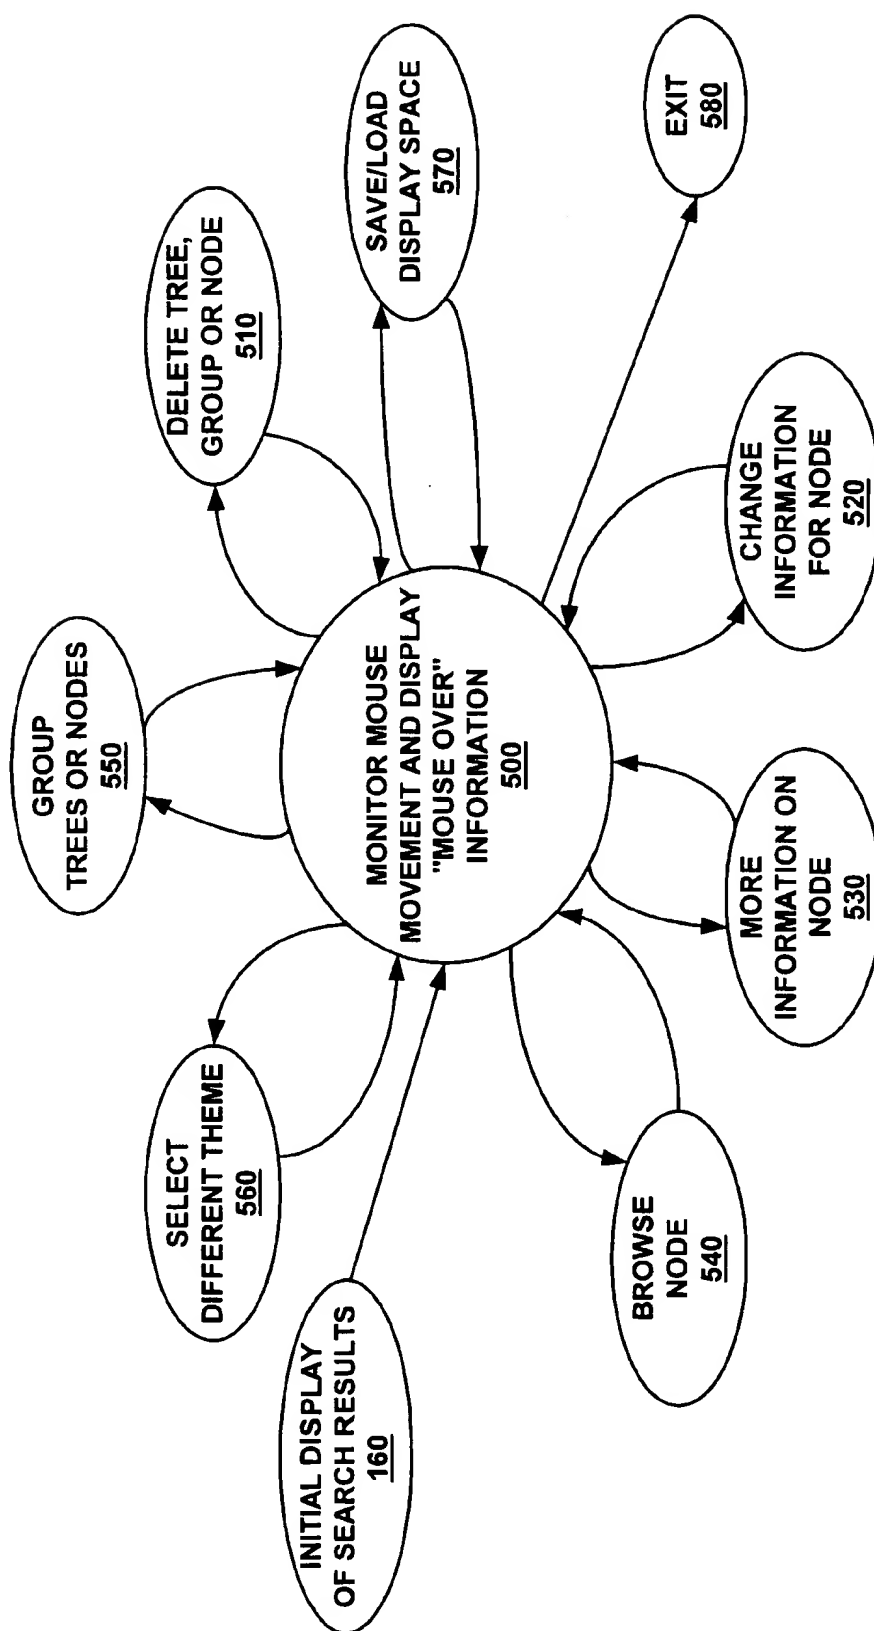 INITIAL DISPLAY
OF SEARCH RESULTS
160
SELECT
DIFFERENT THEME
560
GROUP
TREES OR NODES
550
DELETE TREE,
GROUP OR NODE
510
SAVE/LOAD
DISPLAY SPACE
570
MONITOR MOUSE
MOVEMENT AND DISPLAY
"MOUSE OVER"
INFORMATION
500
EXIT
580
BROWSE
NODE
540
MORE
INFORMATION ON
NODE
530
CHANGE
INFORMATION
FOR NODE
520